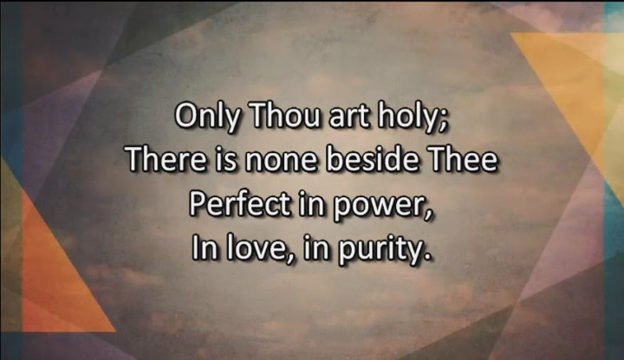 Only Thou art holy;
There is none beside Thee
Perfect in power,
In love, in purity.